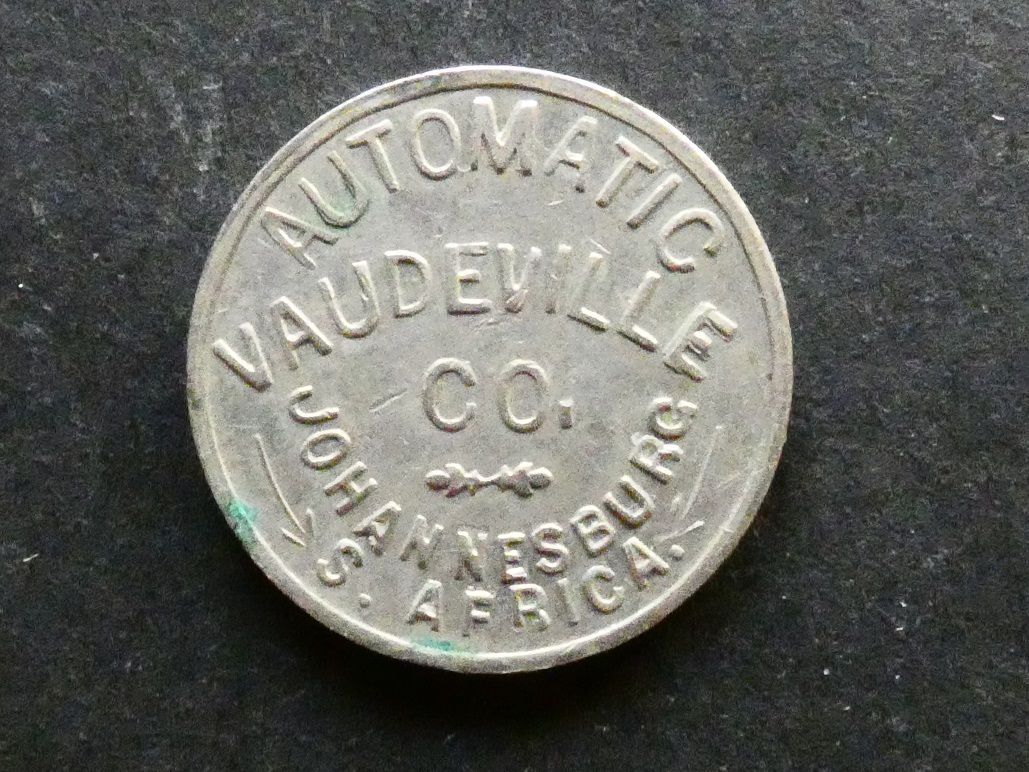 AUTOMATIC
VAUDEVILLE
CO.
JOHANNESBURG
S. AFRICA.